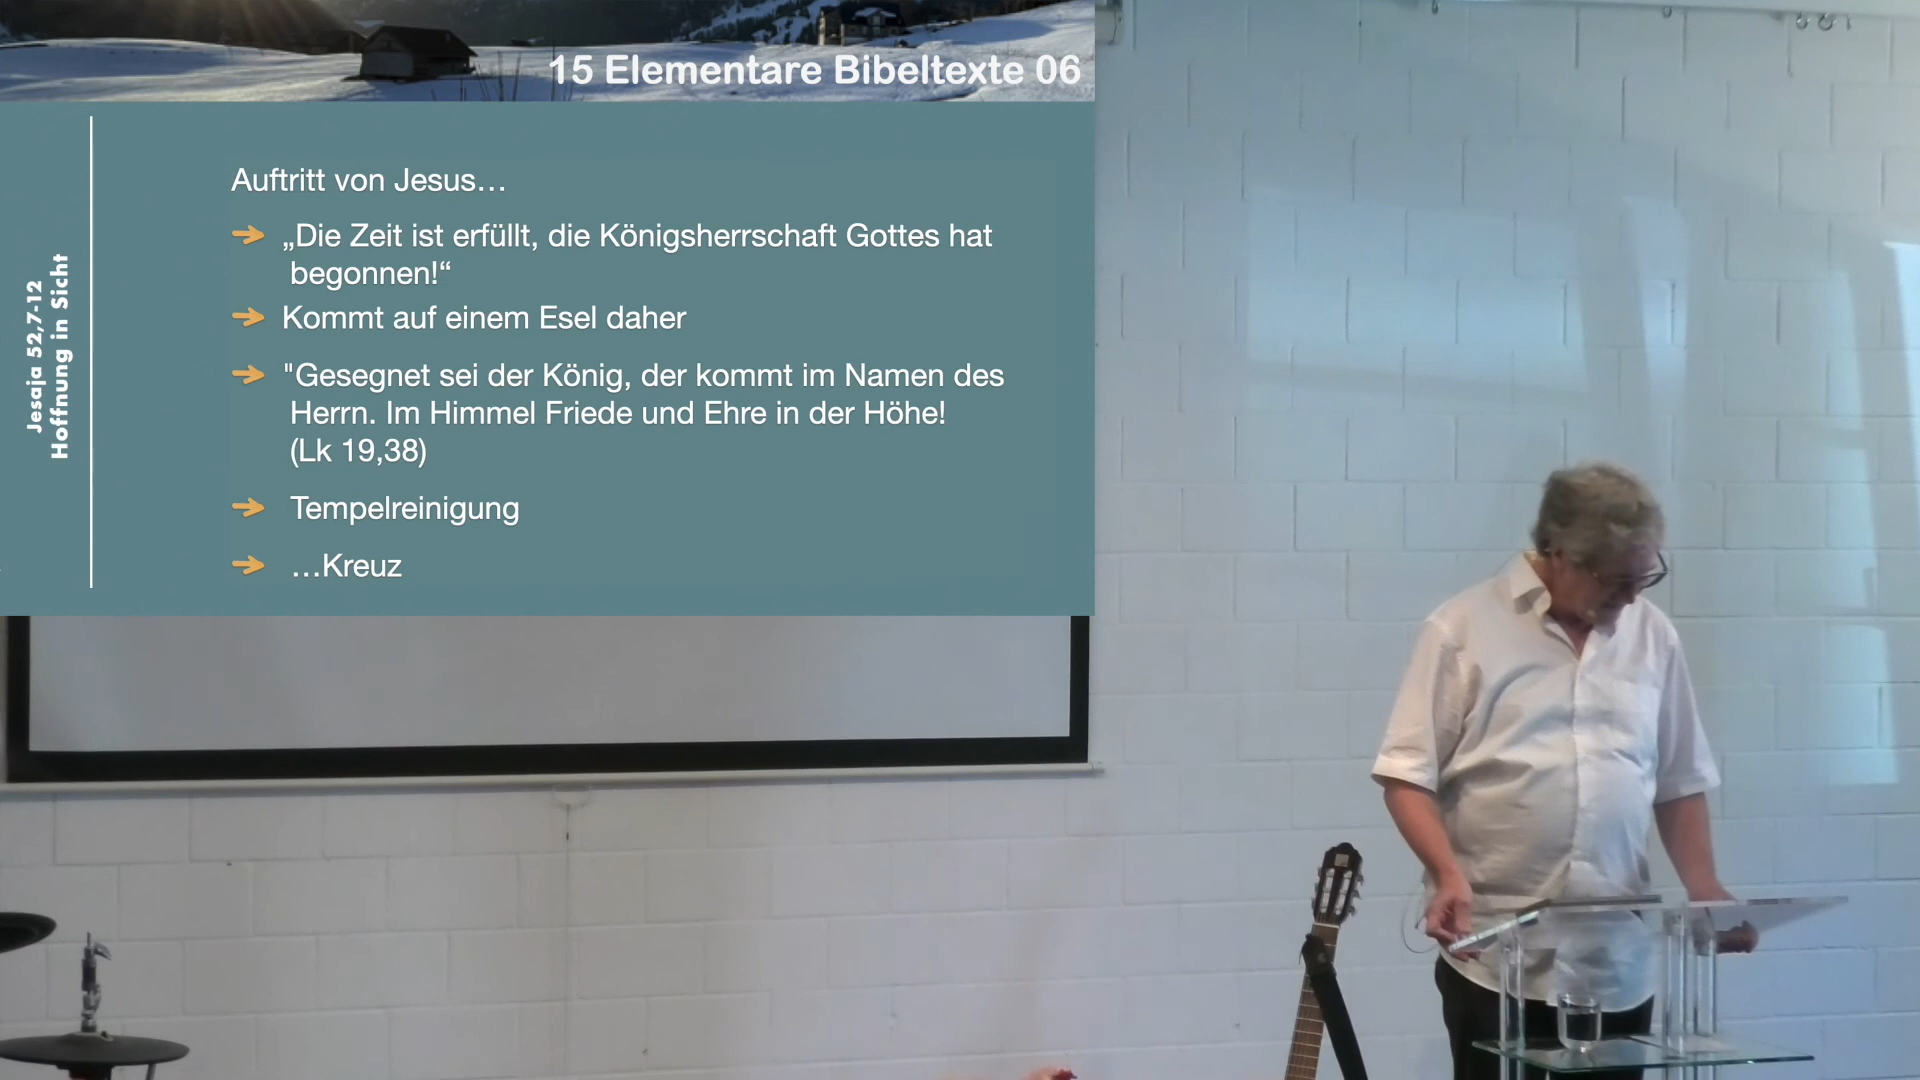 15 Elementare Bibeltexte 06
Jesaja 52,7-12
Hoffnung in Sicht
Auftritt von Jesus…
„Die Zeit ist erfüllt, die Königsherrschaft Gottes hat
begonnen!“
Kommt auf einem Esel daher
"Gesegnet sei der König, der kommt im Namen des
Herrn. Im Himmel Friede und Ehre in der Höhe!
(Lk 19,38)
Tempelreinigung
…Kreuz